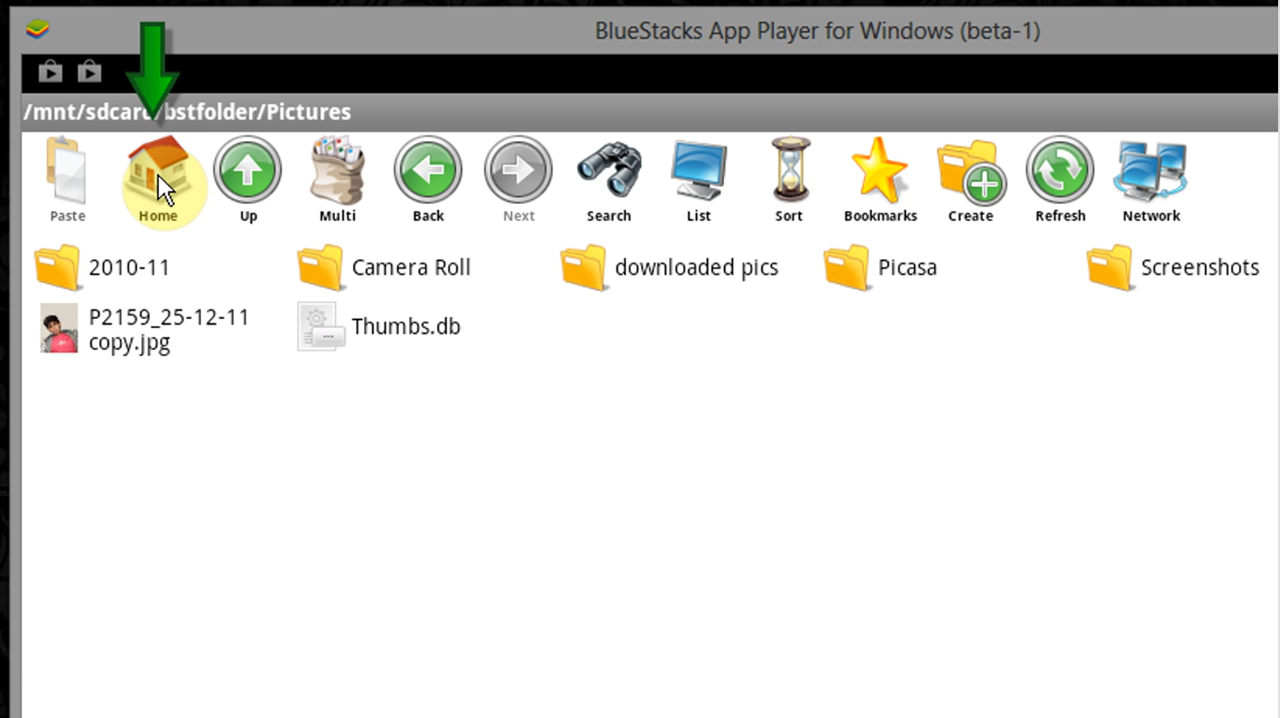 BlueStacks App Player for Windows (beta-1)
/mnt/sdcard/bstfolder/Pictures
Paste Home Up Multi Back Next Search List Sort Bookmarks Create Refresh Network
2010-11 Camera Roll downloaded pics Picasa Screenshots
P2159_25-12-11
copy.jpg
Thumbs.db